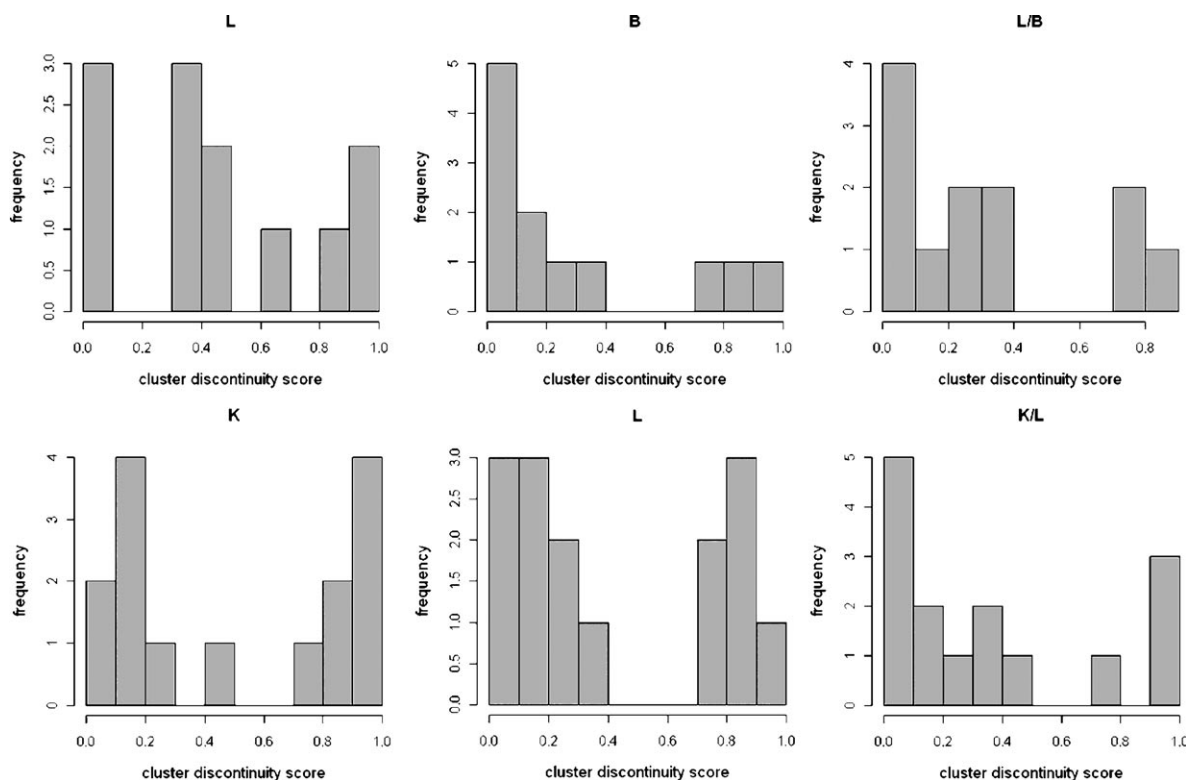 L
B
L/B
frequency
0.0 0.5 1.0 1.5 2.0 2.5 3.0
0.0 0.2 0.4 0.6 0.8 1.0
cluster discontinuity score
frequency
0 1 2 3 4 5
0.0 0.2 0.4 0.6 0.8 1.0
cluster discontinuity score
frequency
0 1 2 3 4
0.0 0.2 0.4 0.6 0.8
cluster discontinuity score
K
L
K/L
frequency
0 1 2 3 4
0.0 0.2 0.4 0.6 0.8 1.0
cluster discontinuity score
frequency
0.0 0.5 1.0 1.5 2.0 2.5 3.0
0.0 0.2 0.4 0.6 0.8 1.0
cluster discontinuity score
frequency
0 1 2 3 4 5
0.0 0.2 0.4 0.6 0.8 1.0
cluster discontinuity score